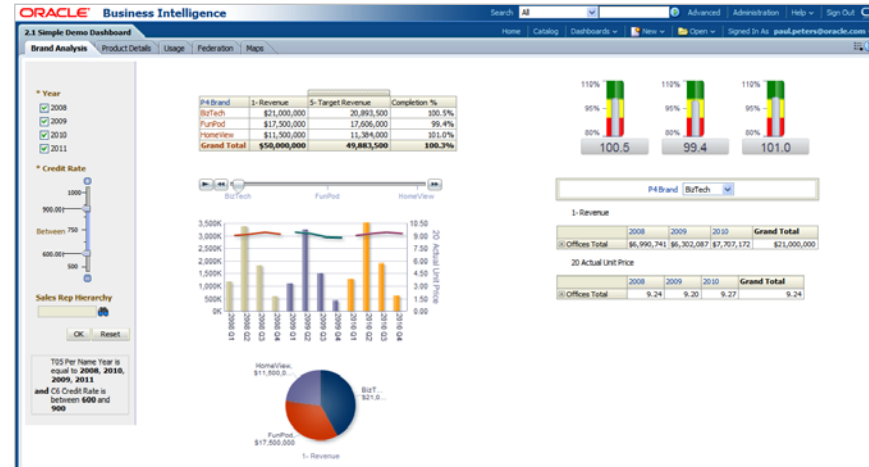 ORACLE Business Intelligence
Search All Advanced Administration Help Sign Out
2.1 Simple Demo Dashboard
Home Catalog Dashboards New Open Signed In As paul.peters@oracle.com
Brand Analysis Product Details Usage Federation Maps
* Year
2008
2009
2010
2011
* Credit Rate
1000
900.00
Between 750
600.00
500
Sales Rep Hierarchy
OK Reset
T05 Per Name Year is
equal to 2008, 2010,
2009, 2011
and C6 Credit Rate is
between 600 and
900
P4 Brand 1- Revenue 5- Target Revenue Completion %
BizTech $21,000,000 20,893,500 100.5%
FunPod $17,500,000 17,606,000 99.4%
HomeView $11,500,000 11,384,000 101.0%
Grand Total $50,000,000 49,883,500 100.3%
BizTech FunPod HomeView
3,500K
3,000K
2,500K
2,000K
1,500K
1,000K
500K
0K
10.50
9.00
7.50
6.00
4.50
3.00
1.50
0.00
20 Actual Unit Price
2008 Q1
2008 Q2
2008 Q3
2008 Q4
2009 Q1
2009 Q2
2009 Q3
2009 Q4
2010 Q1
2010 Q2
2010 Q3
2010 Q4
HomeView,
$11,500,0...
BizT...
$21,0...
FunPod,
$17,500,000
1- Revenue
110% 110% 110%
95% 95% 95%
80% 80% 80%
100.5 99.4 101.0
P4 Brand BizTech
1- Revenue
2008 2009 2010 Grand Total
Offices Total $6,990,741 $6,302,087 $7,707,172 $21,000,000
20 Actual Unit Price
2008 2009 2010 Grand Total
Offices Total 9.24 9.20 9.27 9.24